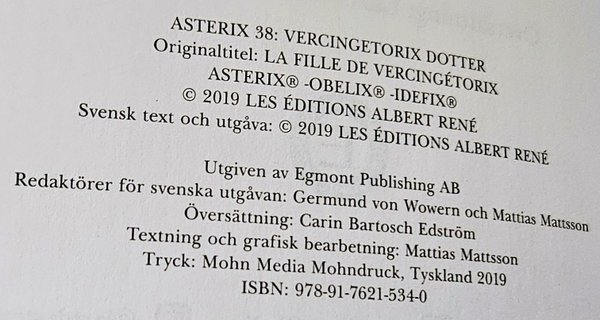 ASTERIX 38: VERCINGETORIX DOTTER
Originaltitel: LA FILLE DE VERCINGÉTORIX
ASTERIX® -OBELIX® -IDEFIX®
© 2019 LES ÉDITIONS ALBERT RENÉ
Svensk text och utgåva: © 2019 LES ÉDITIONS ALBERT RENÉ
Utgiven av Egmont Publishing AB
Redaktörer för svenska utgåvan: Germund von Wowern och Mattias Mattsson
Översättning: Carin Bartosch Edström
Textning och grafisk bearbetning: Mattias Mattsson
Tryck: Mohn Media Mohndruck, Tyskland 2019
ISBN: 978-91-7621-534-0